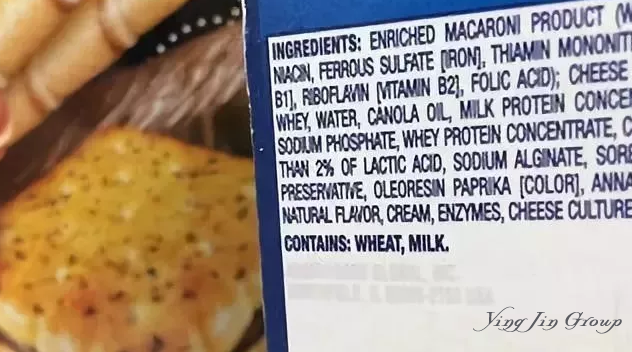 INGREDIENTS: ENRICHED MACARONI PRODUCT (W
NIACIN, FERROUS SULFATE [IRON], THIAMIN MONONIT
B1], RIBOFLAVIN [VITAMIN B2], FOLIC ACID); CHEESE
WHEY, WATER, CANOLA OIL, MILK PROTEIN CONCE
SODIUM PHOSPHATE, WHEY PROTEIN CONCENTRATE, C
THAN 2% OF LACTIC ACID, SODIUM ALGINATE, SORB
PRESERVATIVE, OLEORESIN PAPRIKA [COLOR], ANNA
NATURAL FLAVOR, CREAM, ENZYMES, CHEESE CULTURE
CONTAINS: WHEAT, MILK.
Ying Jin Group